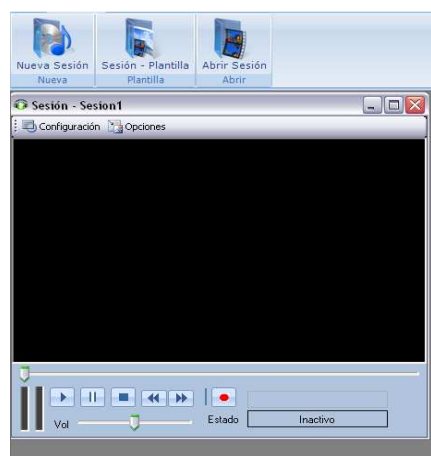 Nueva Sesión Sesión - Plantilla Abrir Sesión
Nueva Plantilla Abrir
Sesión - Sesion1
Configuración Opciones
Vol Estado Inactivo